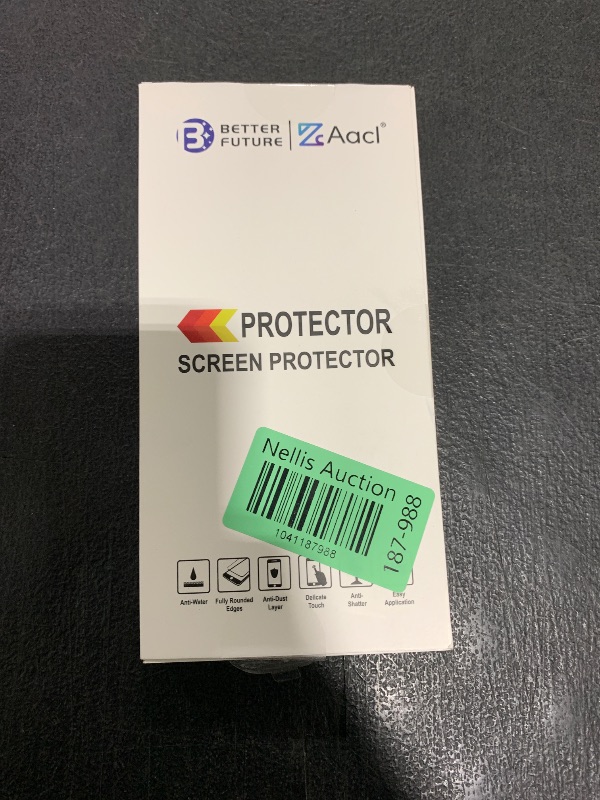 BETTER FUTURE
ZcAacl®
PROTECTOR
SCREEN PROTECTOR
Nellis Auction
1041187988
187-988
Anti-Water
Fully Rounded Edges
Anti-Dust Layer
Delicate Touch
Anti-Shatter
Easy Application